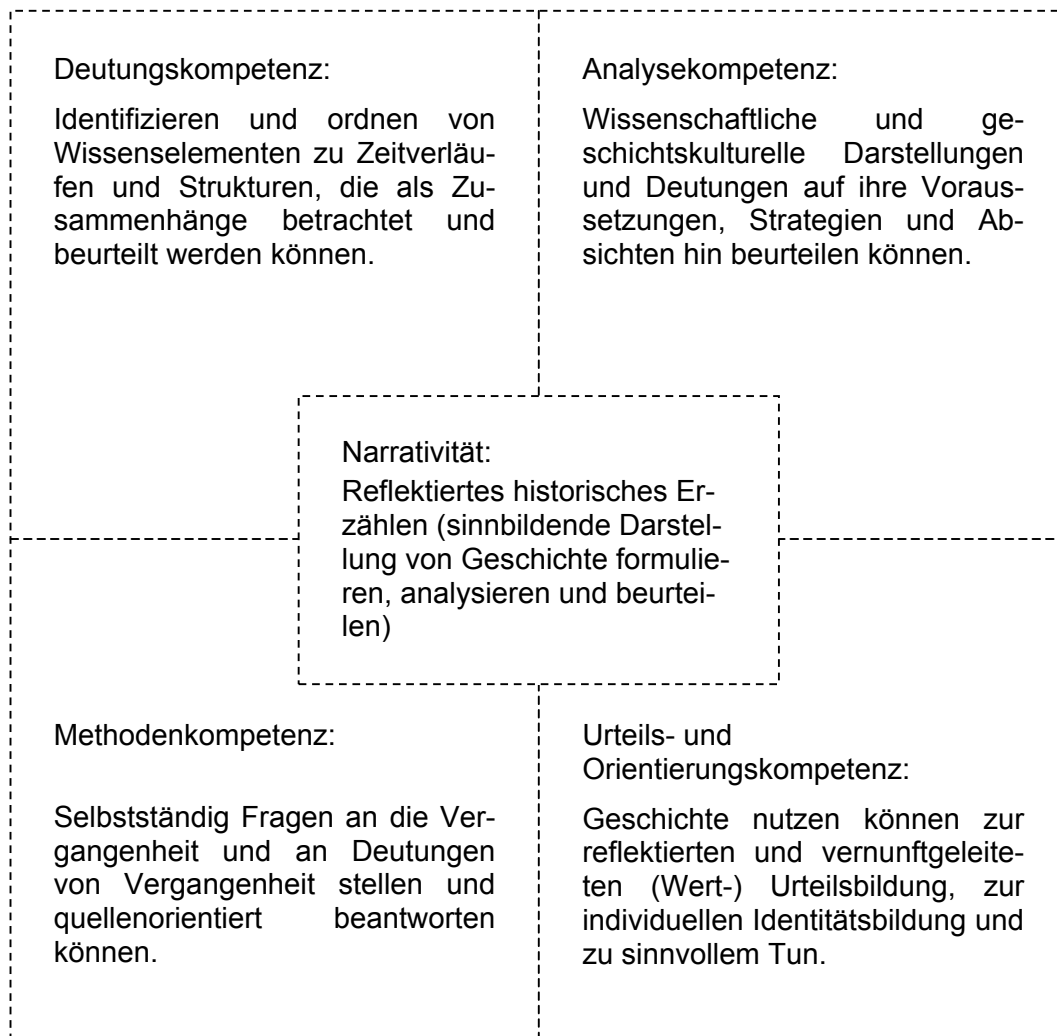 Deutungskompetenz:
Identifizieren und ordnen von
Wissenselementen zu Zeitverläu-
fen und Strukturen, die als Zu-
sammenhänge betrachtet und
beurteilt werden können.
Analysekompetenz:
Wissenschaftliche und ge-
schichtskulturelle Darstellungen
und Deutungen auf ihre Voraus-
setzungen, Strategien und Ab-
sichten hin beurteilen können.
Narrativität:
Reflektiertes historisches Er-
zählen (sinnbildende Darstel-
lung von Geschichte formulie-
ren, analysieren und beurtei-
len)
Methodenkompetenz:
Selbstständig Fragen an die Ver-
gangenheit und an Deutungen
von Vergangenheit stellen und
quellenorientiert beantworten
können.
Urteils- und
Orientierungskompetenz:
Geschichte nutzen können zur
reflektierten und vernunftgeleite-
ten (Wert-) Urteilsbildung, zur
individuellen Identitätsbildung und
zu sinnvollem Tun.